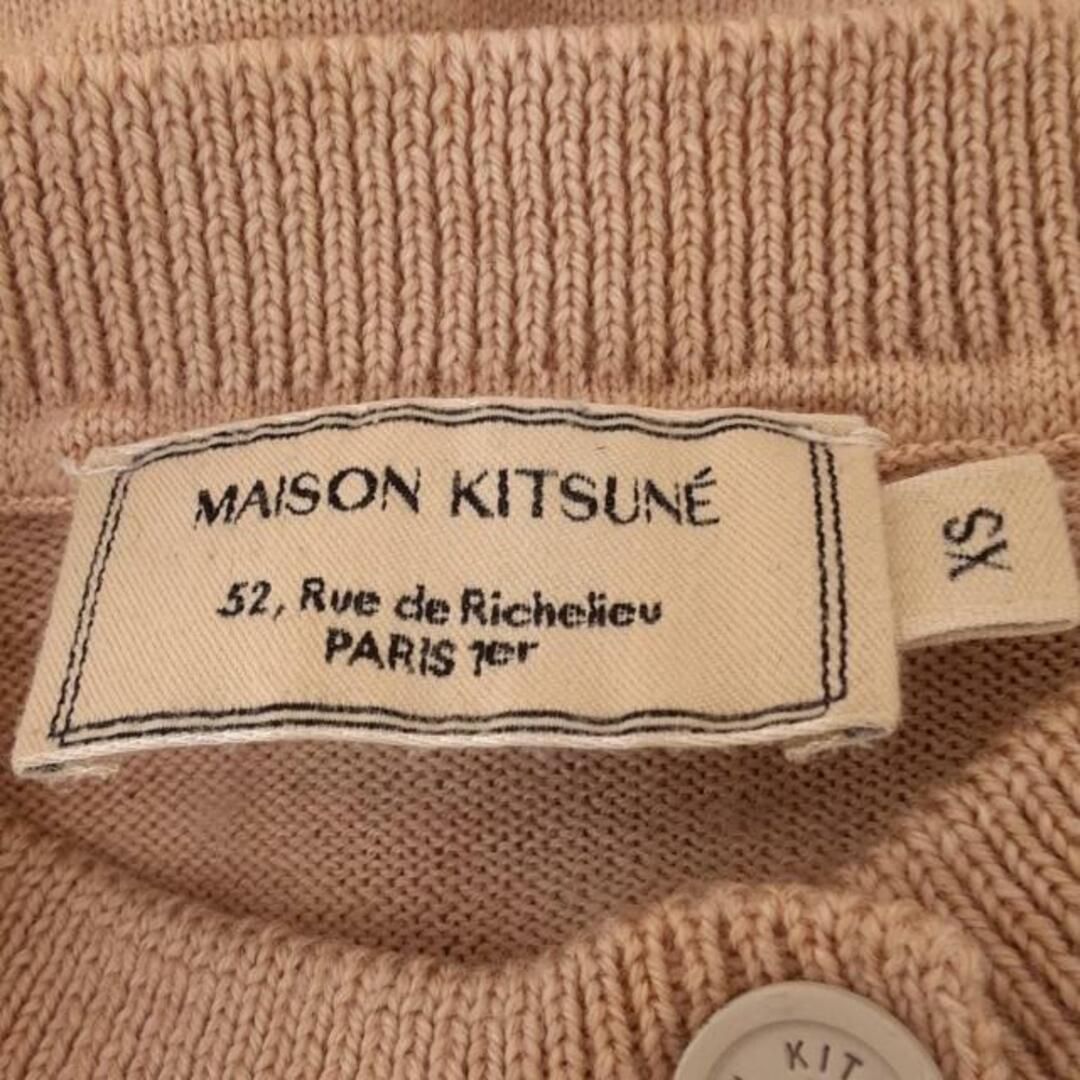 MAISON KITSUNÉ
52, Rue de Richelieu
PARIS 1er
XS
KIT